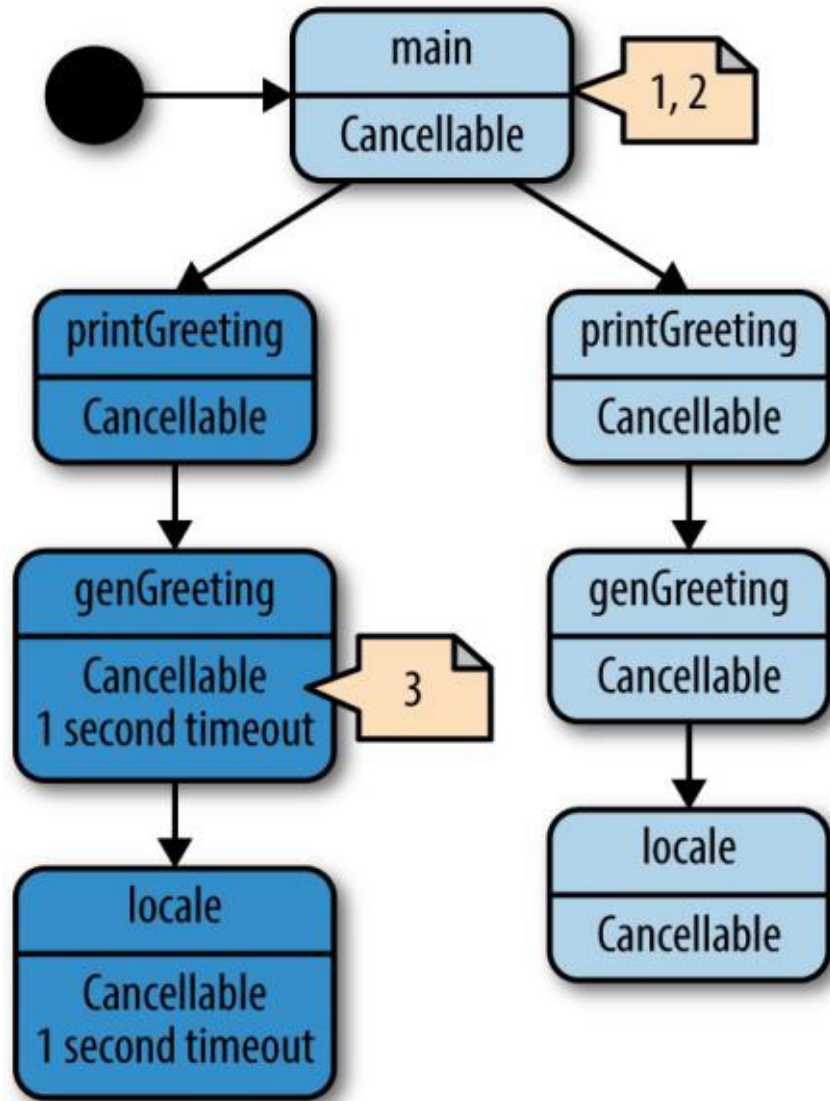 main
Cancellable
1, 2
printGreeting
Cancellable
printGreeting
Cancellable
genGreeting
Cancellable
1 second timeout
3
genGreeting
Cancellable
locale
Cancellable
1 second timeout
locale
Cancellable